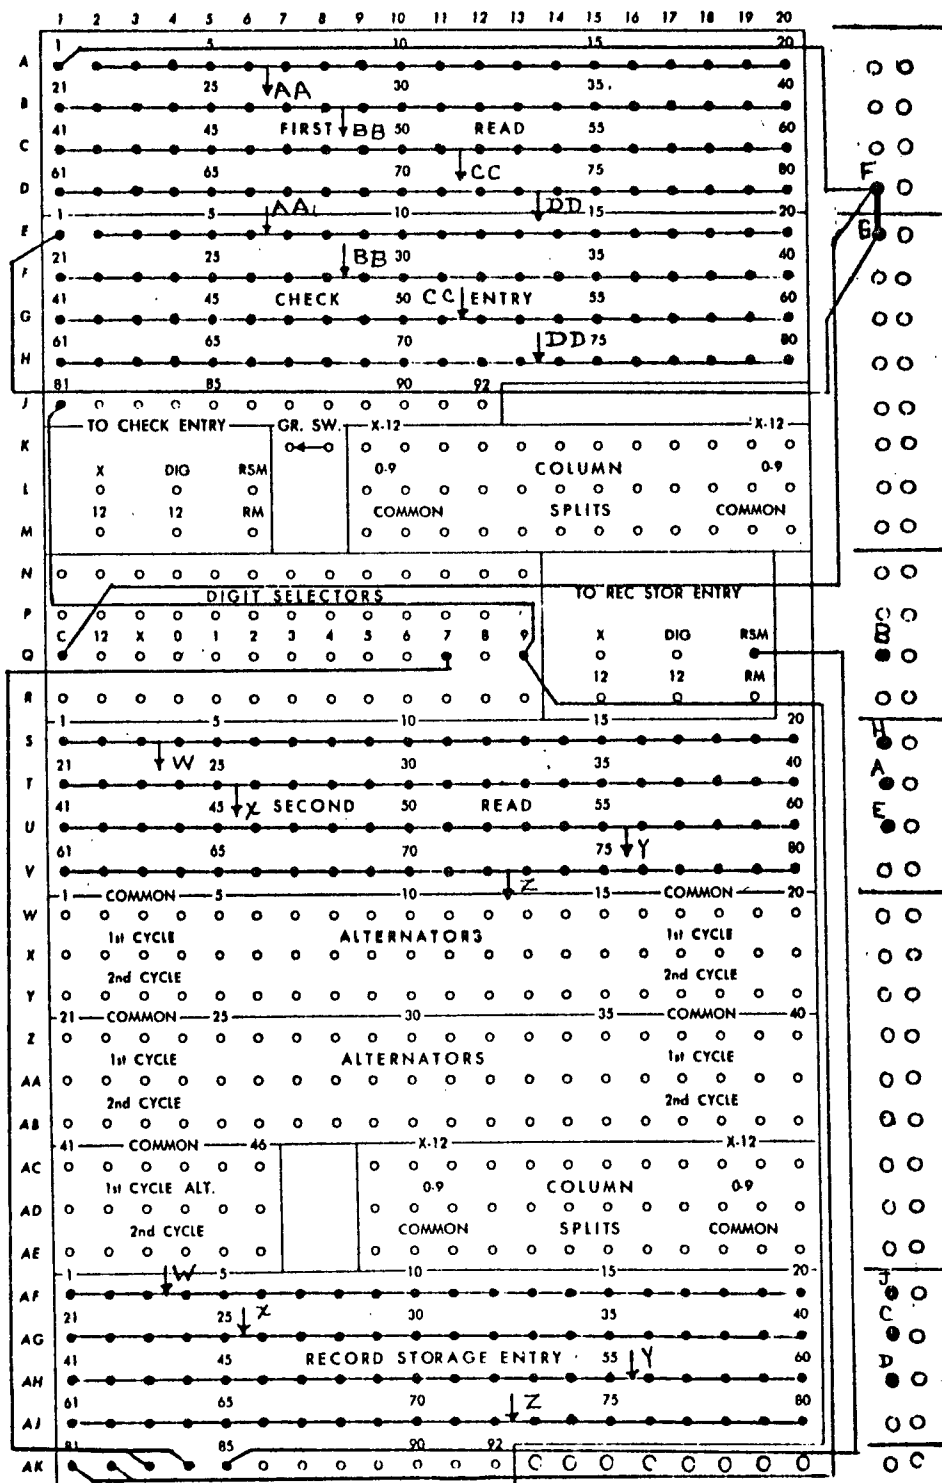 1 2 3 4 5 6 7 8 9 10 11 12 13 14 15 16 17 18 19 20
1 5 10 15 20
A
21 25 AA 30 35 40
B
41 45 FIRST BB 50 READ 55 60
C
61 65 70 CC 75 80
D
F
1 5 AA 10 DD 15 20
E
G
21 25 BB 30 35 40
F
41 45 CHECK 50 CC ENTRY 55 60
G
61 65 70 DD 75 80
H
81 85 90 92
J
TO CHECK ENTRY GR. SW. X-12 X-12
K
X DIG RSM 0-9 COLUMN 0-9
L
12 12 RM COMMON SPLITS COMMON
M
N
DIGIT SELECTORS TO REC STOR ENTRY
P
C 12 X 0 1 2 3 4 5 6 7 8 9 X DIG RSM
B
Q
12 12 RM
R
1 5 10 15 20
H
S
21 W 25 30 35 40
A
T
41 45 X SECOND 50 READ 55 60
E
U
61 65 70 75 Y 80
V
1 COMMON 5 10 Z 15 COMMON 20
W
1st CYCLE ALTERNATORS 1st CYCLE
X
2nd CYCLE 2nd CYCLE
Y
21 COMMON 25 30 35 COMMON 40
Z
1st CYCLE ALTERNATORS 1st CYCLE
AA
2nd CYCLE 2nd CYCLE
AB
41 COMMON 46 X-12 X-12
AC
1st CYCLE ALT. 0-9 COLUMN 0-9
AD
2nd CYCLE COMMON SPLITS COMMON
AE
1 W 5 10 15 20
J
AF
21 25 X 30 35 40
C
AG
41 45 RECORD STORAGE ENTRY 55 Y 60
D
AH
61 65 70 Z 75 80
AJ
81 85 90 92
AK